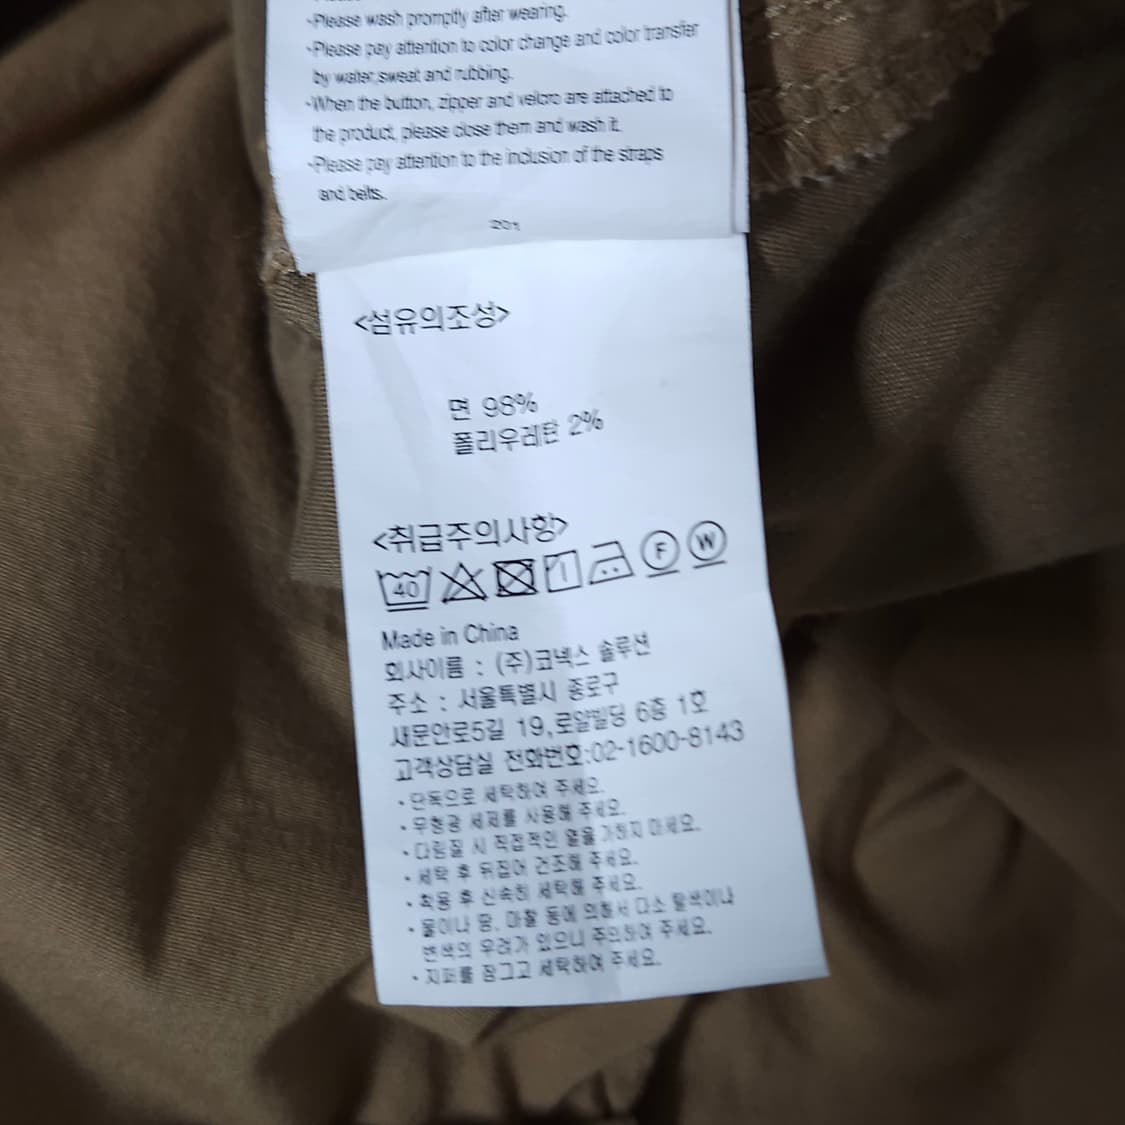 •Please wash promptly after wearing.
•Please pay attention to color change and color transfer
by water,sweat and rubbing.
•When the button, zipper and velcro are attached to
the product, please close them and wash it.
•Please pay attention to the inclusion of the straps
and belts.
201
<섬유의조성>
면 98%
폴리우레탄 2%
<취급주의사항>
40 F W
Made in China
회사이름 : (주)코넥스 솔루션
주소 : 서울특별시 종로구
새문안로5길 19,로얄빌딩 6층 1호
고객상담실 전화번호:02-1600-8143
• 단독으로 세탁하여 주세요.
• 무형광 세제를 사용해 주세요.
• 다림질 시 직접적인 열을 가하지 마세요.
• 세탁 후 뒤집어 건조해 주세요.
• 착용 후 신속히 세탁해 주세요.
• 물이나 땀, 마찰 등에 의해서 다소 탈색이나
변색의 우려가 있으니 주의하여 주세요.
• 지퍼를 잠그고 세탁하여 주세요.